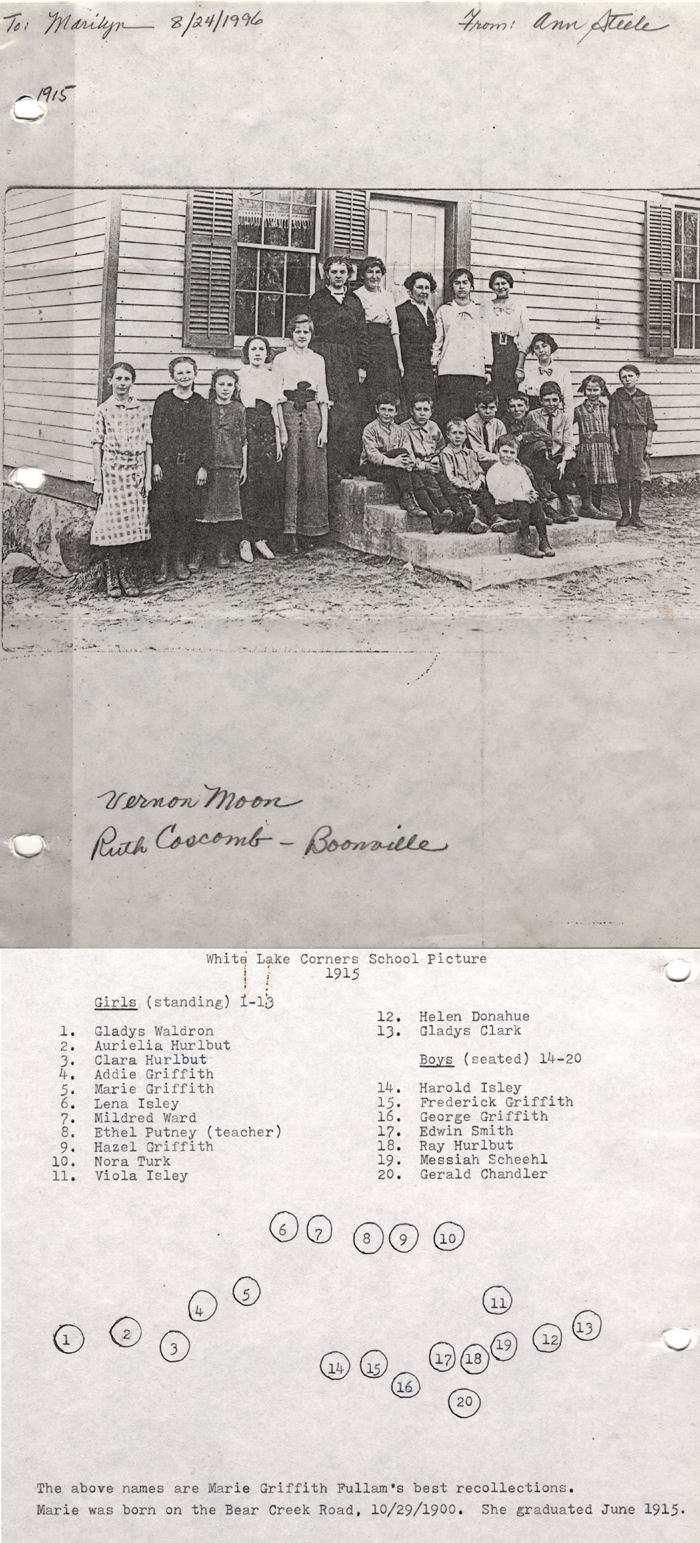 To: Marilyn 8/24/1996 From: Ann Steele
1915
Vernon Moon
Ruth Coscomb - Boonville
White Lake Corners School Picture
1915
Girls (standing) 1-13
1. Gladys Waldron
2. Aurielia Hurlbut
3. Clara Hurlbut
4. Addie Griffith
5. Marie Griffith
6. Lena Isley
7. Mildred Ward
8. Ethel Putney (teacher)
9. Hazel Griffith
10. Nora Turk
11. Viola Isley
12. Helen Donahue
13. Gladys Clark
Boys (seated) 14-20
14. Harold Isley
15. Frederick Griffith
16. George Griffith
17. Edwin Smith
18. Ray Hurlbut
19. Messiah Scheehl
20. Gerald Chandler
6 7 8 9 10
5
4 11
1 2 3 14 15 16 17 18 19 12 13
20
The above names are Marie Griffith Fullam's best recollections.
Marie was born on the Bear Creek Road, 10/29/1900. She graduated June 1915.